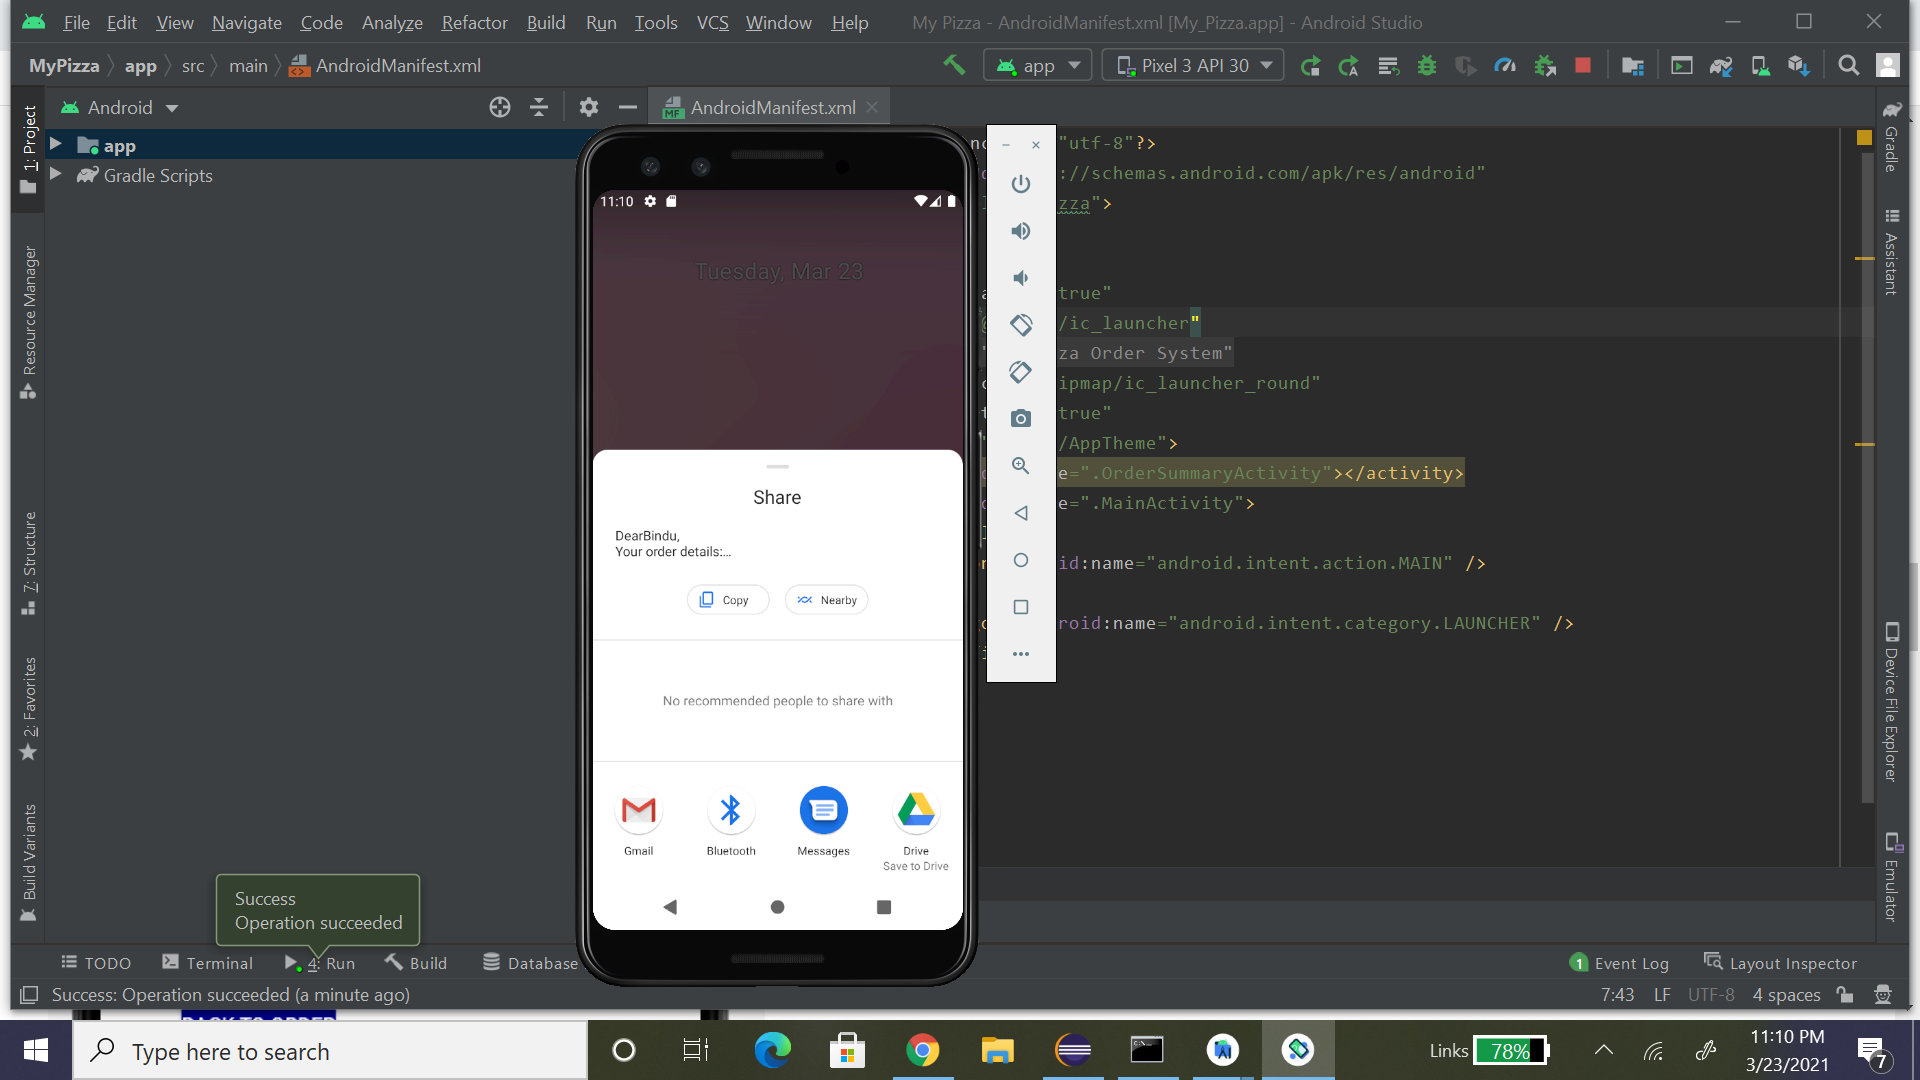 File Edit View Navigate Code Analyze Refactor Build Run Tools VCS Window Help My Pizza - AndroidManifest.xml [My_Pizza.app] - Android Studio
MyPizza app src main AndroidManifest.xml app Pixel 3 API 30
Android AndroidManifest.xml
1: Project
app
Gradle Scripts
Resource Manager
7: Structure
2: Favorites
Build Variants
"utf-8"?>
://schemas.android.com/apk/res/android"
zza">
true"
/ic_launcher"
za Order System"
ipmap/ic_launcher_round"
true"
/AppTheme">
e=".OrderSummaryActivity"></activity>
e=".MainActivity">
id:name="android.intent.action.MAIN" />
roid:name="android.intent.category.LAUNCHER" />
11:10
Tuesday, Mar 23
Share
DearBindu,
Your order details:...
Copy Nearby
No recommended people to share with
Gmail Bluetooth Messages Drive
Save to Drive
Gradle
Assistant
Device File Explorer
Emulator
Success
Operation succeeded
TODO Terminal 4: Run Build Database 1 Event Log Layout Inspector
Success: Operation succeeded (a minute ago) 7:43 LF UTF-8 4 spaces
BACK TO ORDER
Type here to search
Links 78%
11:10 PM
3/23/2021
7